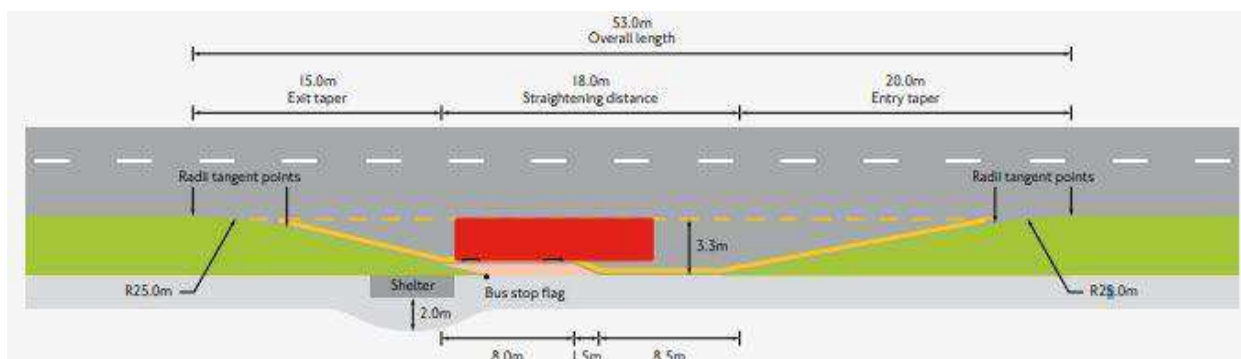 53.0m
Overall length
15.0m
Exit taper
18.0m
Straightening distance
20.0m
Entry taper
Radii tangent points
Radii tangent points
3.3m
R25.0m
Shelter
Bus stop flag
R25.0m
2.0m
8.0m
1.5m
8.5m